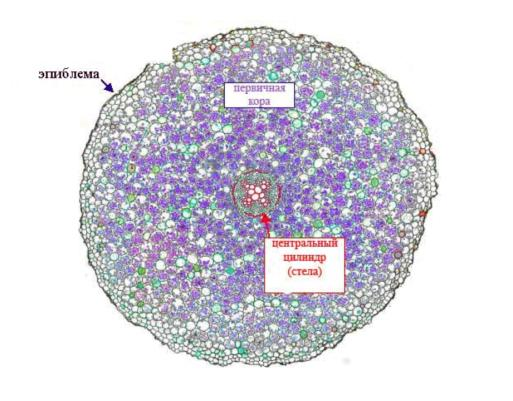 эпиблема
первичная
кора
центральный
цилиндр
(стела)